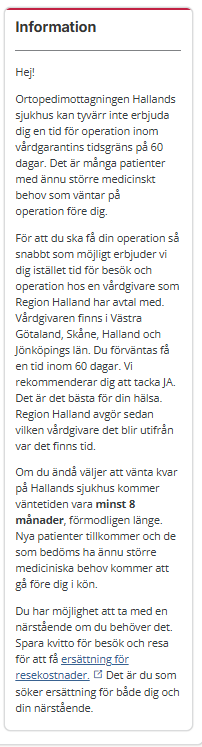 Information
Hej!
Ortopedimottagningen Hallands
sjukhus kan tyvärr inte erbjuda
dig en tid för operation inom
vårdgarantins tidsgräns på 60
dagar. Det är många patienter
med ännu större medicinskt
behov som väntar på
operation före dig.
För att du ska få din operation så
snabbt som möjligt erbjuder vi
dig istället tid för besök och
operation hos en vårdgivare som
Region Halland har avtal med.
Vårdgivaren finns i Västra
Götaland, Skåne, Halland och
Jönköpings län. Du förväntas få
en tid inom 60 dagar. Vi
rekommenderar dig att tacka JA.
Det är det bästa för din hälsa.
Region Halland avgör sedan
vilken vårdgivare det blir utifrån
var det finns tid.
Om du ändå väljer att vänta kvar
på Hallands sjukhus kommer
väntetiden vara minst 8
månader, förmodligen länge.
Nya patienter tillkommer och de
som bedöms ha ännu större
mediciniska behov kommer att
gå före dig i kön.
Du har möjlighet att ta med en
närstående om du behöver det.
Spara kvitto för besök och resa
för att få ersättning för
resekostnader. Det är du som
söker ersättning för både dig och
din närstående.